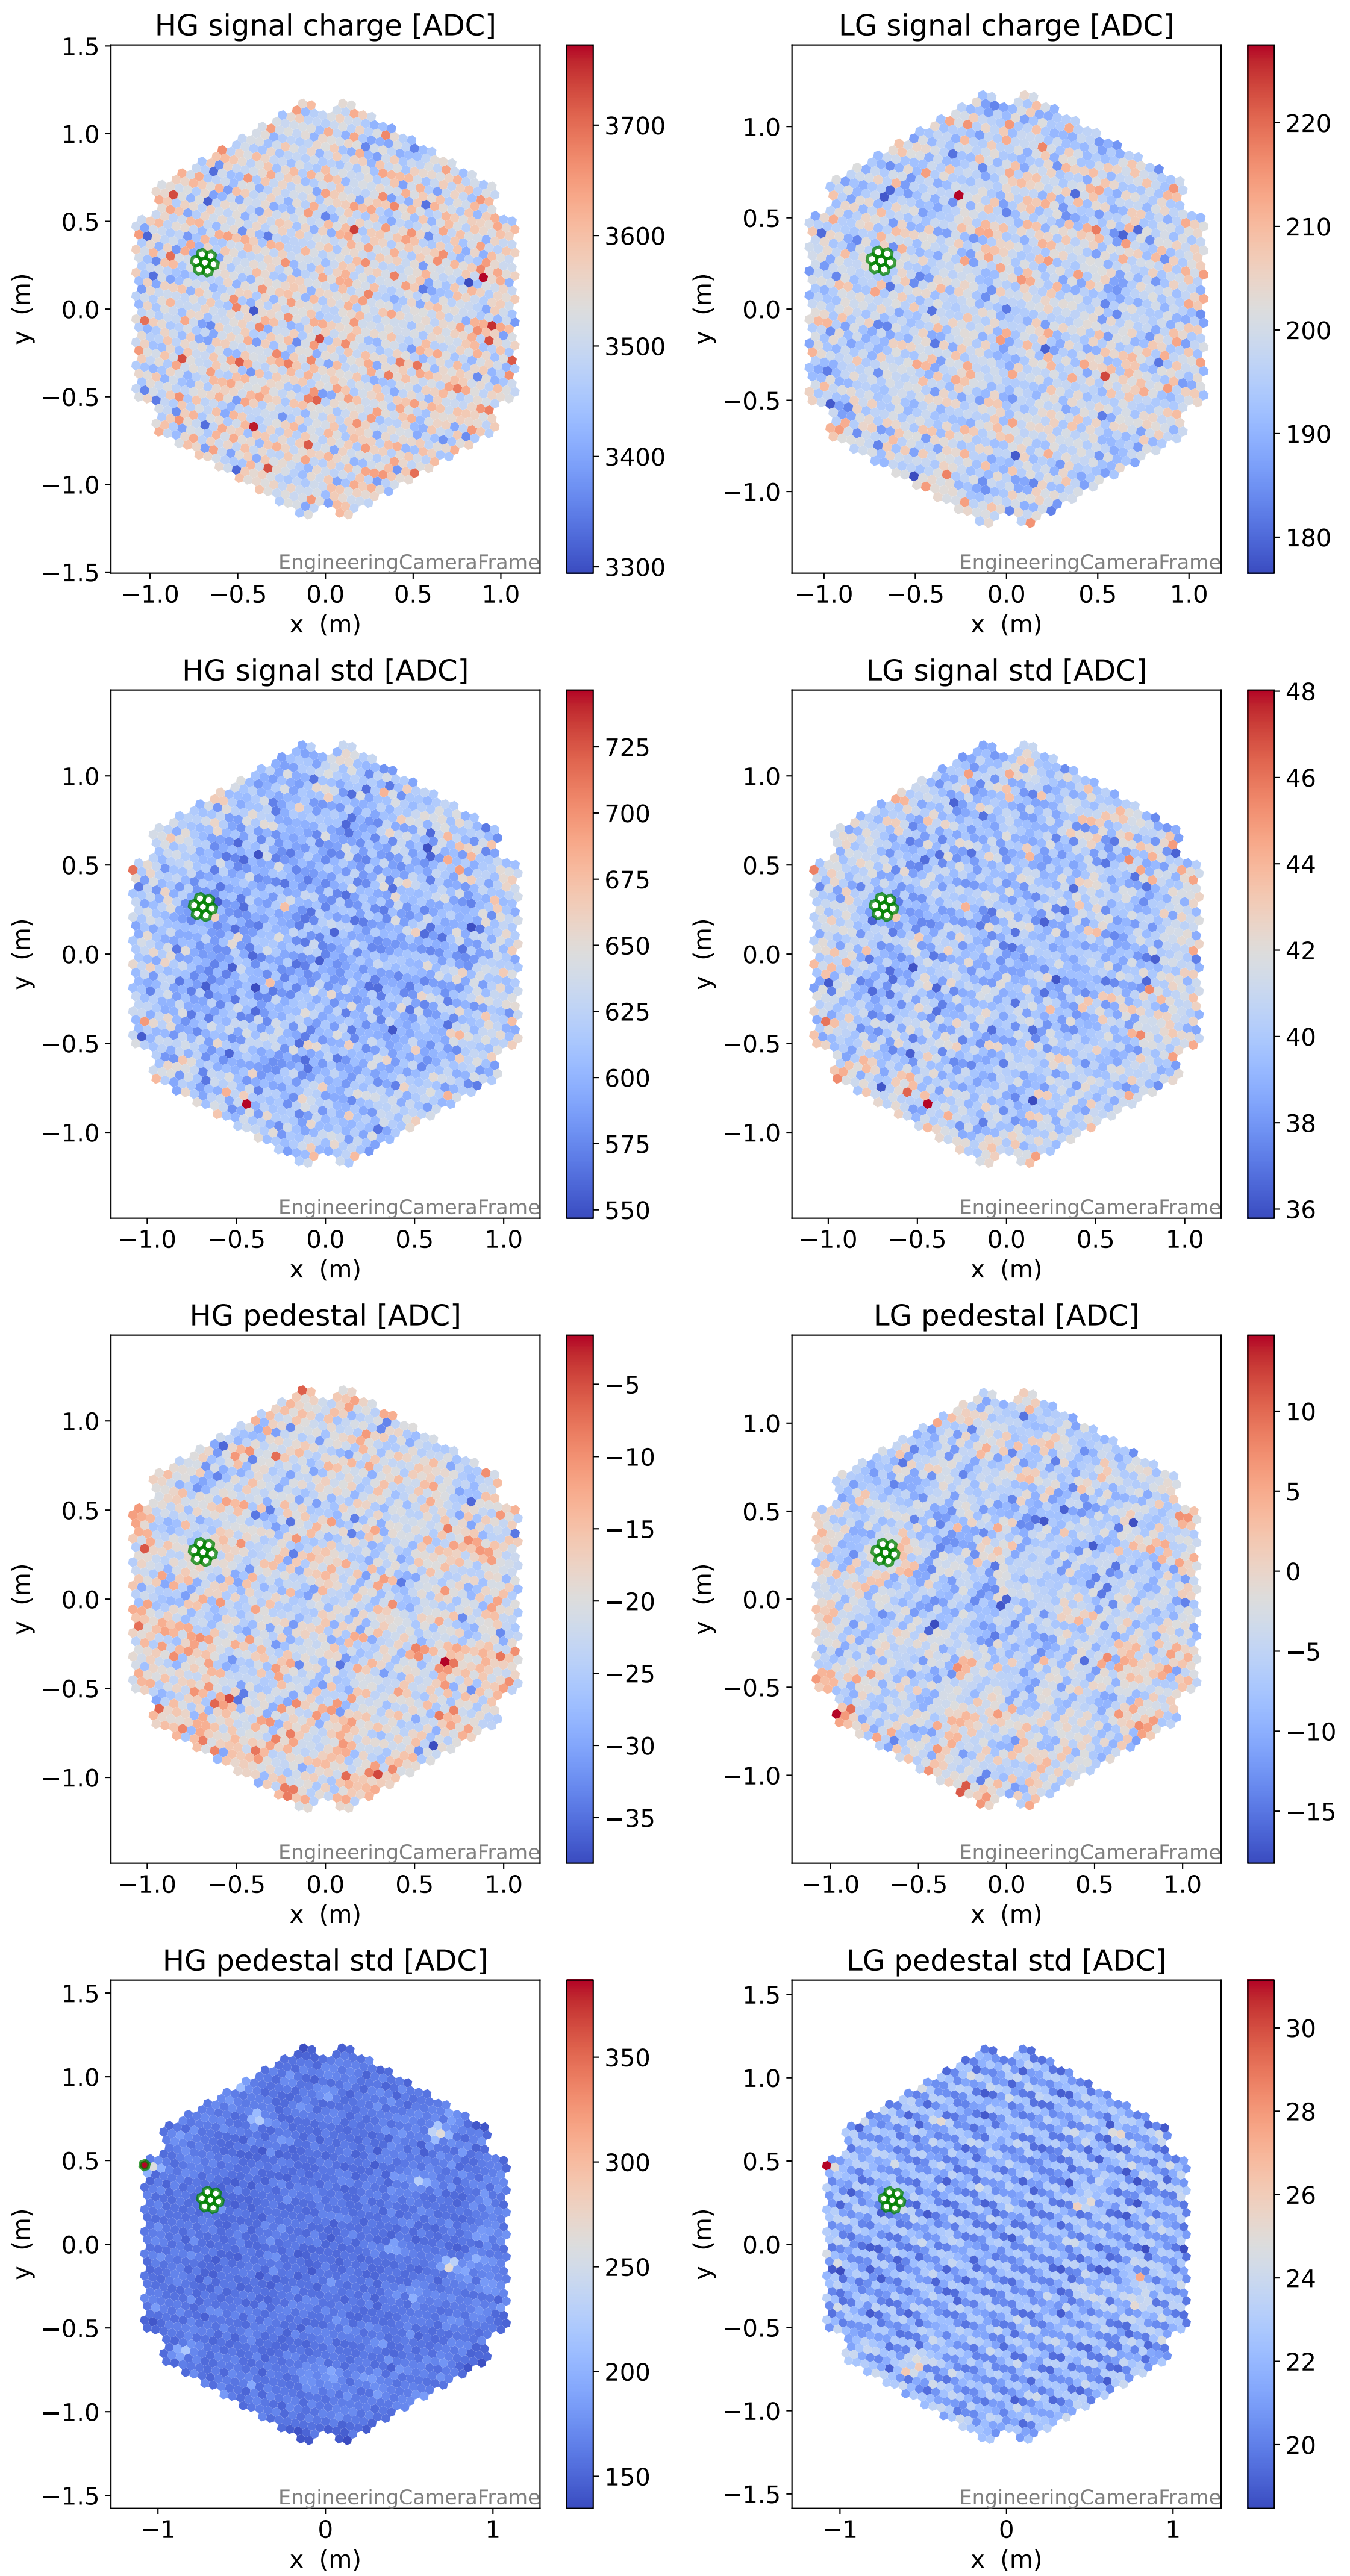 HG signal charge [ADC]
1.5
1.0
0.5
0.0
−0.5
−1.0
−1.5
−1.0 −0.5 0.0 0.5 1.0
x (m)
y (m)
EngineeringCameraFrame
3700
3600
3500
3400
3300
LG signal charge [ADC]
1.0
0.5
0.0
−0.5
−1.0
−1.0 −0.5 0.0 0.5 1.0
x (m)
y (m)
EngineeringCameraFrame
220
210
200
190
180
HG signal std [ADC]
1.0
0.5
0.0
−0.5
−1.0
−1.0 −0.5 0.0 0.5 1.0
x (m)
y (m)
EngineeringCameraFrame
725
700
675
650
625
600
575
550
LG signal std [ADC]
1.0
0.5
0.0
−0.5
−1.0
−1.0 −0.5 0.0 0.5 1.0
x (m)
y (m)
EngineeringCameraFrame
48
46
44
42
40
38
36
HG pedestal [ADC]
1.0
0.5
0.0
−0.5
−1.0
−1.0 −0.5 0.0 0.5 1.0
x (m)
y (m)
EngineeringCameraFrame
−5
−10
−15
−20
−25
−30
−35
LG pedestal [ADC]
1.0
0.5
0.0
−0.5
−1.0
−1.0 −0.5 0.0 0.5 1.0
x (m)
y (m)
EngineeringCameraFrame
10
5
0
−5
−10
−15
HG pedestal std [ADC]
1.5
1.0
0.5
0.0
−0.5
−1.0
−1.5
−1 0 1
x (m)
y (m)
EngineeringCameraFrame
350
300
250
200
150
LG pedestal std [ADC]
1.5
1.0
0.5
0.0
−0.5
−1.0
−1.5
−1 0 1
x (m)
y (m)
EngineeringCameraFrame
30
28
26
24
22
20